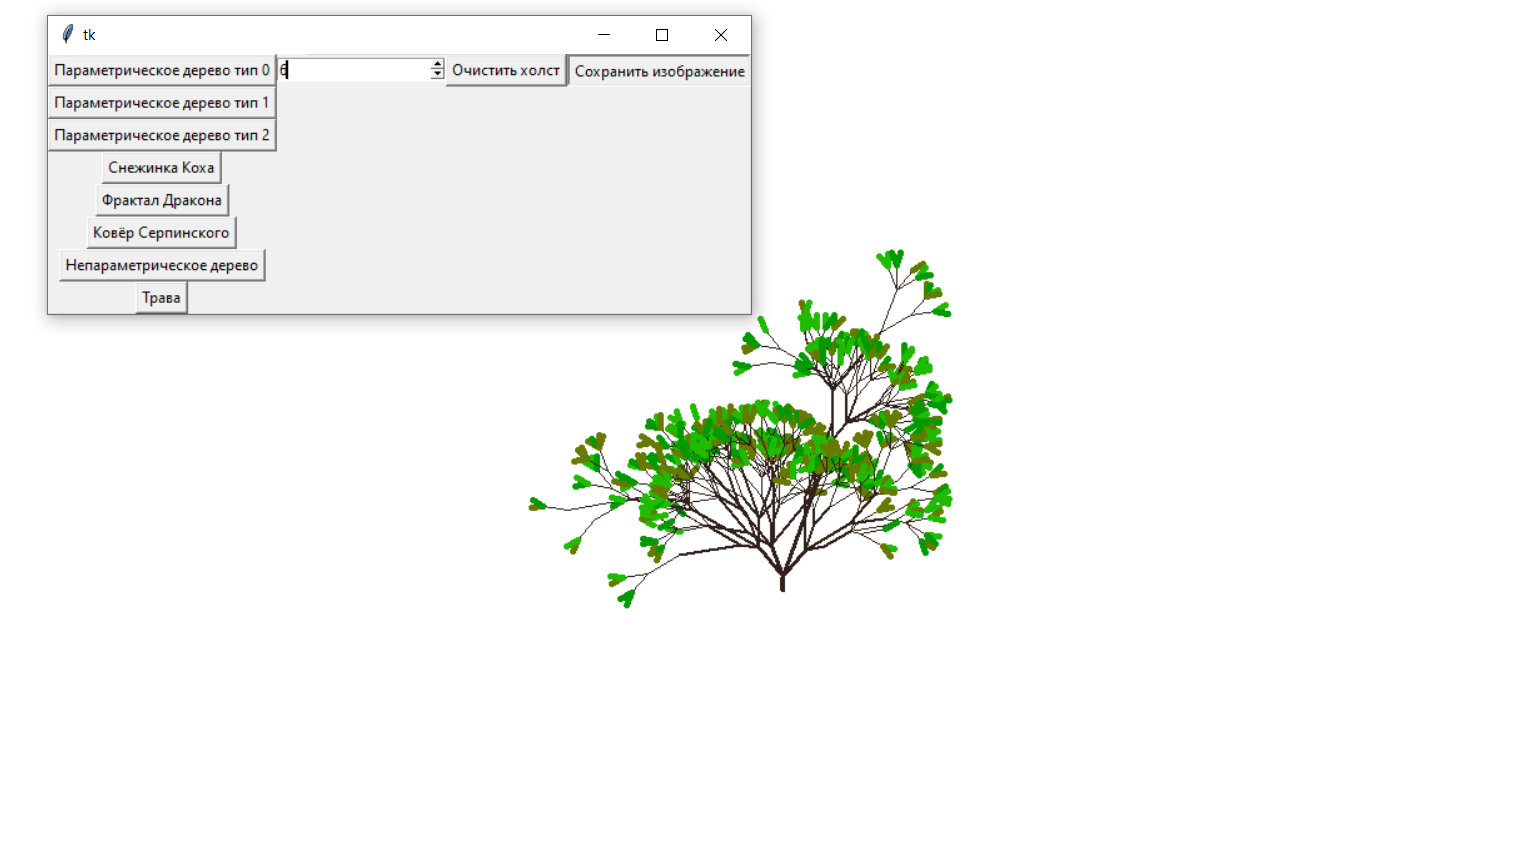 tk
Параметрическое дерево тип 0 6 Очистить холст Сохранить изображение
Параметрическое дерево тип 1
Параметрическое дерево тип 2
Снежинка Коха
Фрактал Дракона
Ковёр Серпинского
Непараметрическое дерево
Трава